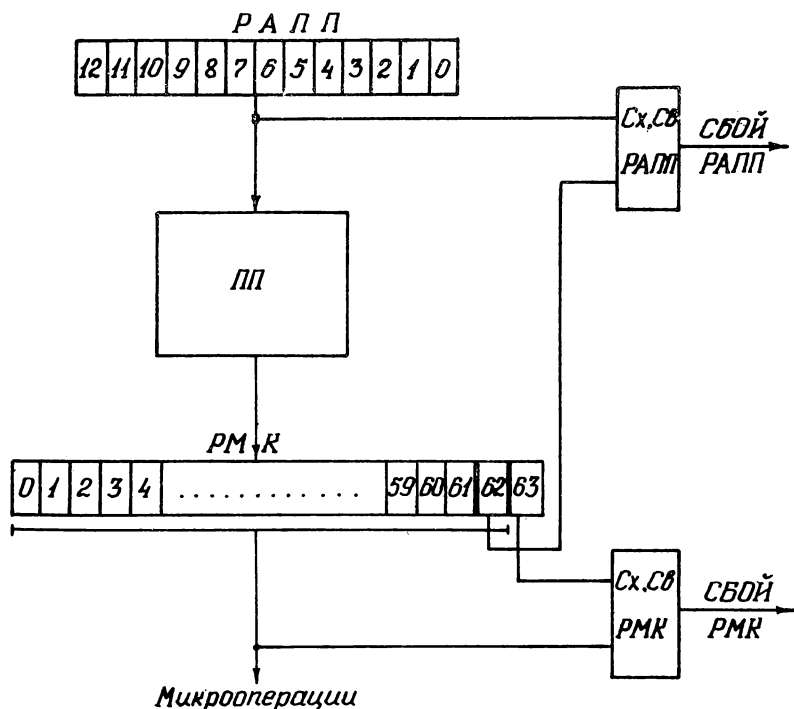 РАПП
12 11 10 9 8 7 6 5 4 3 2 1 0
Сх,Св
РАПП
СБОЙ
РАПП
ПП
РМК
0 1 2 3 4 ............. 59 60 61 62 63
Сх,Св
РМК
СБОЙ
РМК
Микрооперации